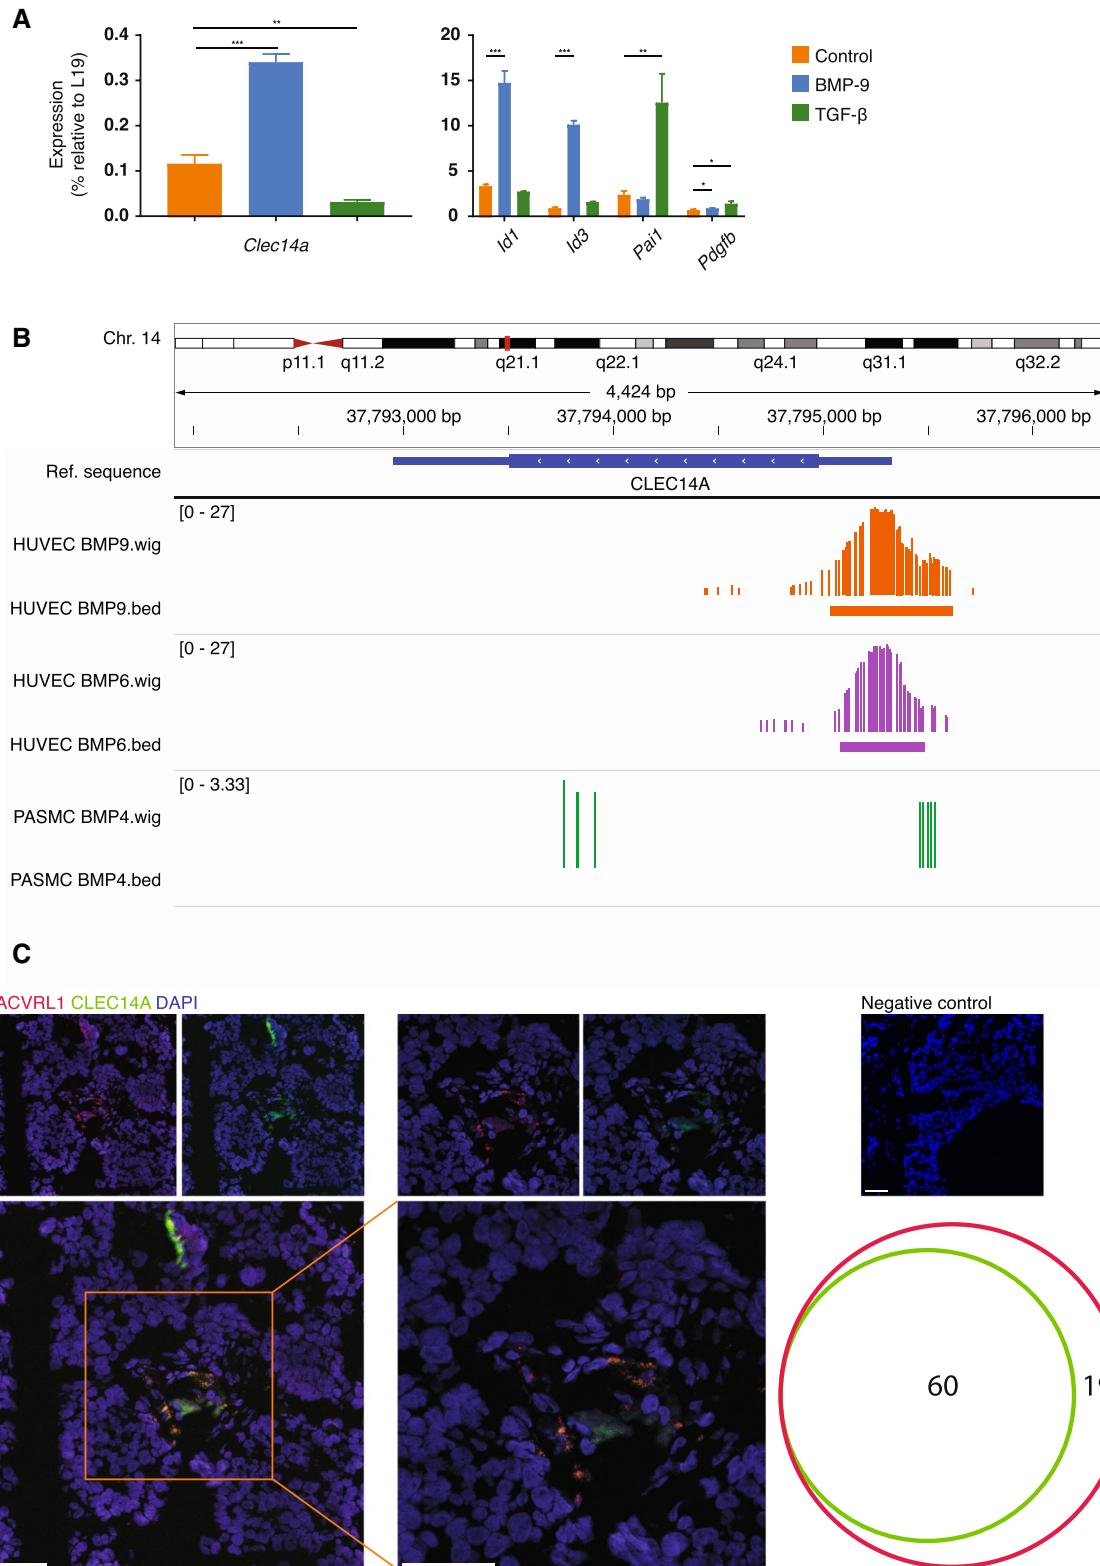 A
Expression
(% relative to L19)
0.4
0.3
0.2
0.1
0.0
**
***
Clec14a
20
15
10
5
0
***
***
**
*
*
Id1
Id3
Pai1
Pdgfb
Control
BMP-9
TGF-β
B
Chr. 14
p11.1 q11.2 q21.1 q22.1 q24.1 q31.1 q32.2
4,424 bp
37,793,000 bp 37,794,000 bp 37,795,000 bp 37,796,000 bp
Ref. sequence
CLEC14A
[0 - 27]
HUVEC BMP9.wig
HUVEC BMP9.bed
[0 - 27]
HUVEC BMP6.wig
HUVEC BMP6.bed
[0 - 3.33]
PASMC BMP4.wig
PASMC BMP4.bed
C
ACVRL1 CLEC14A DAPI
Negative control
60